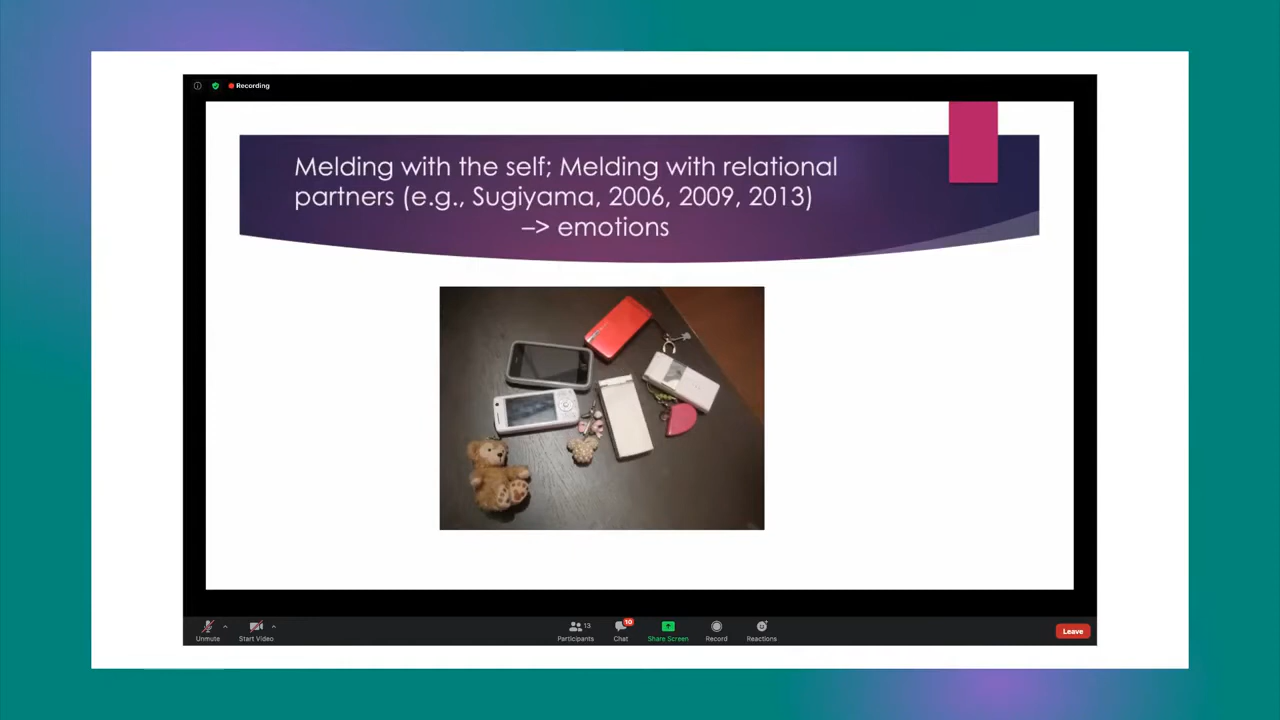 Recording
Melding with the self; Melding with relational
partners (e.g., Sugiyama, 2006, 2009, 2013)
–> emotions
13
10
Unmute
Start Video
Participants
Chat
Share Screen
Record
Reactions
Leave